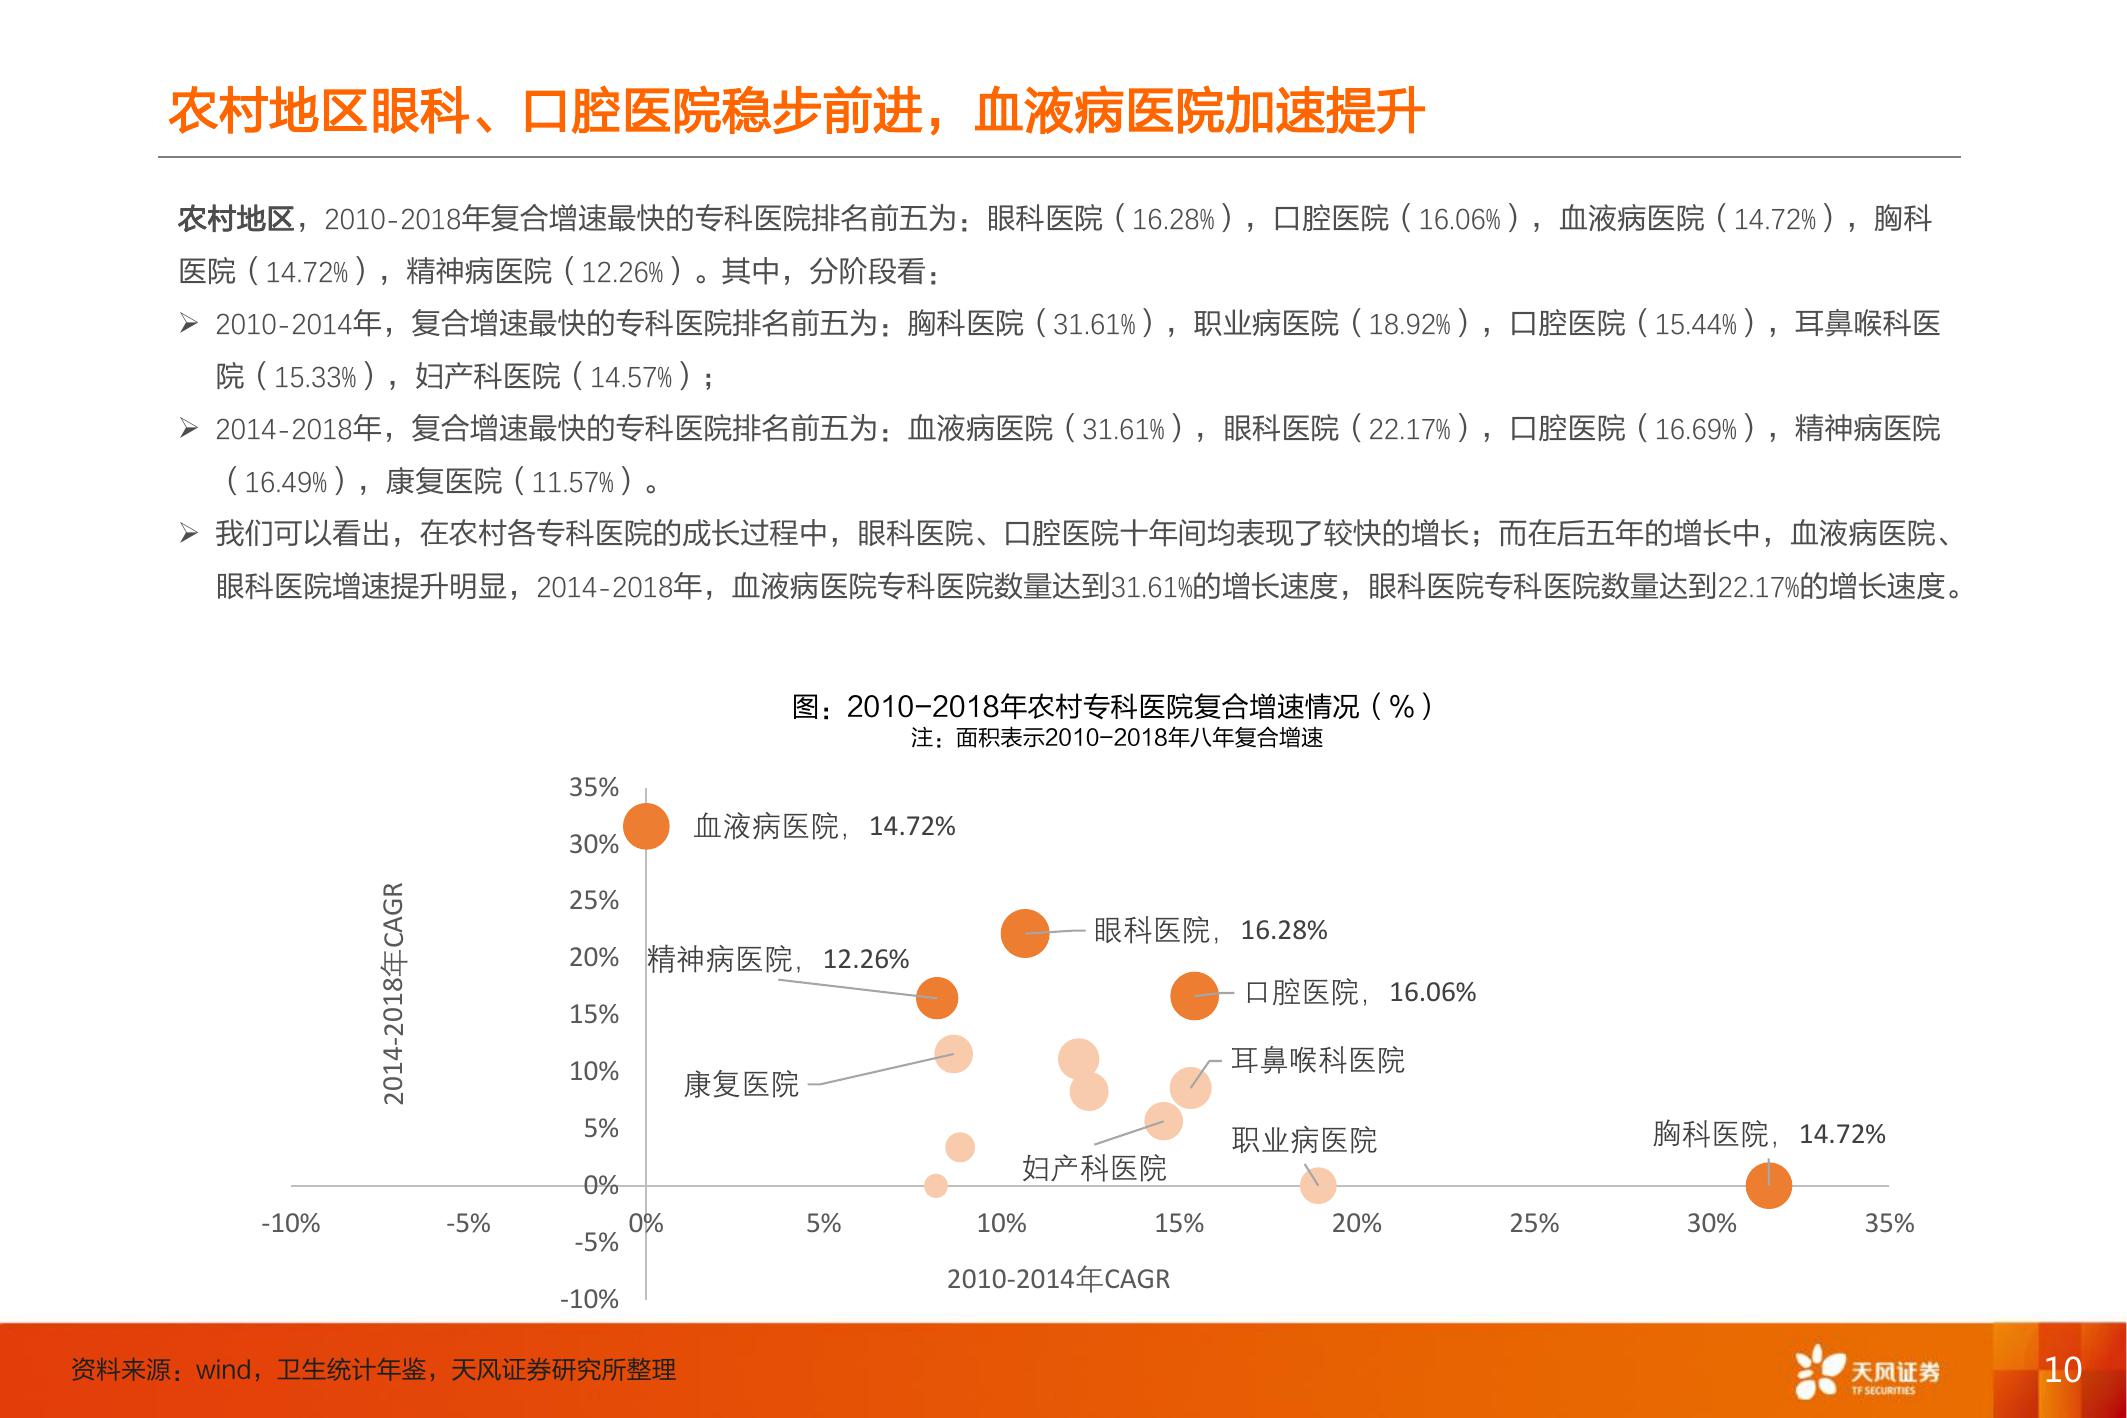 农村地区眼科、口腔医院稳步前进，血液病医院加速提升
农村地区，2010-2018年复合增速最快的专科医院排名前五为：眼科医院（16.28%），口腔医院（16.06%），血液病医院（14.72%），胸科
医院（14.72%），精神病医院（12.26%）。其中，分阶段看：
➢ 2010-2014年，复合增速最快的专科医院排名前五为：胸科医院（31.61%），职业病医院（18.92%），口腔医院（15.44%），耳鼻喉科医
院（15.33%），妇产科医院（14.57%）；
➢ 2014-2018年，复合增速最快的专科医院排名前五为：血液病医院（31.61%），眼科医院（22.17%），口腔医院（16.69%），精神病医院
（16.49%），康复医院（11.57%）。
➢ 我们可以看出，在农村各专科医院的成长过程中，眼科医院、口腔医院十年间均表现了较快的增长；而在后五年的增长中，血液病医院、
眼科医院增速提升明显，2014-2018年，血液病医院专科医院数量达到31.61%的增长速度，眼科医院专科医院数量达到22.17%的增长速度。
图：2010-2018年农村专科医院复合增速情况（%）
注：面积表示2010-2018年八年复合增速
35%
血液病医院，14.72%
30%
25%
眼科医院，16.28%
20%
精神病医院，12.26%
口腔医院，16.06%
15%
2014-2018年CAGR
耳鼻喉科医院
10%
康复医院
5%
胸科医院，14.72%
职业病医院
妇产科医院
0%
-10% -5% 0% 5% 10% 15% 20% 25% 30% 35%
-5%
2010-2014年CAGR
-10%
资料来源：wind，卫生统计年鉴，天风证券研究所整理
天风证券
TF SECURITIES
10